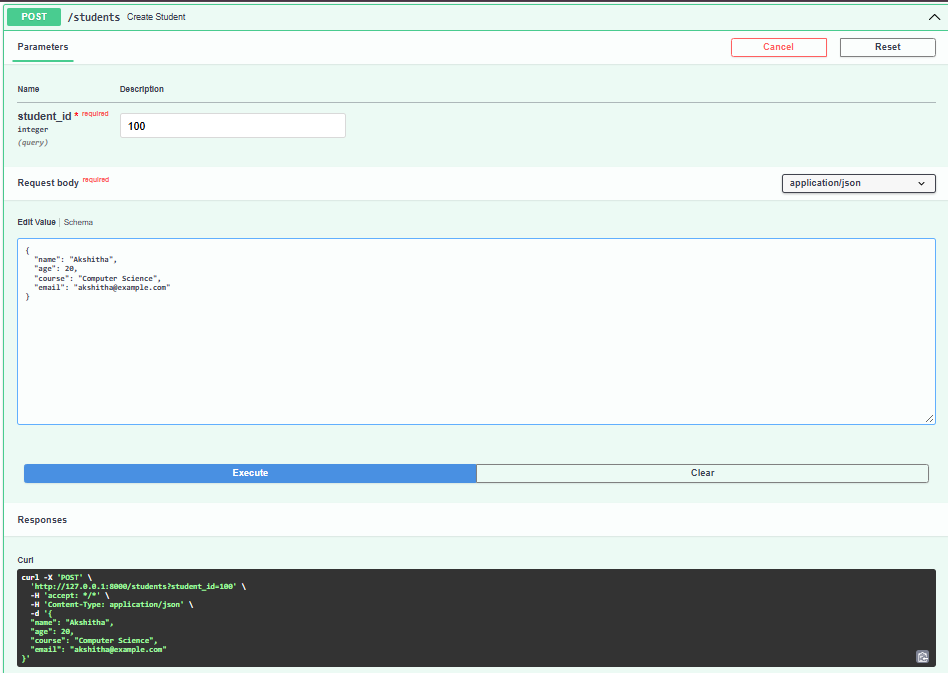 POST /students Create Student
Parameters
Cancel
Reset
Name Description
student_id * required
integer
(query)
100
Request body required
application/json
Edit Value | Schema
{
  "name": "Akshitha",
  "age": 20,
  "course": "Computer Science",
  "email": "akshitha@example.com"
}
Execute
Clear
Responses
Curl
curl -X 'POST' \
  'http://127.0.0.1:8000/students?student_id=100' \
  -H 'accept: */*' \
  -H 'Content-Type: application/json' \
  -d '{
  "name": "Akshitha",
  "age": 20,
  "course": "Computer Science",
  "email": "akshitha@example.com"
}'